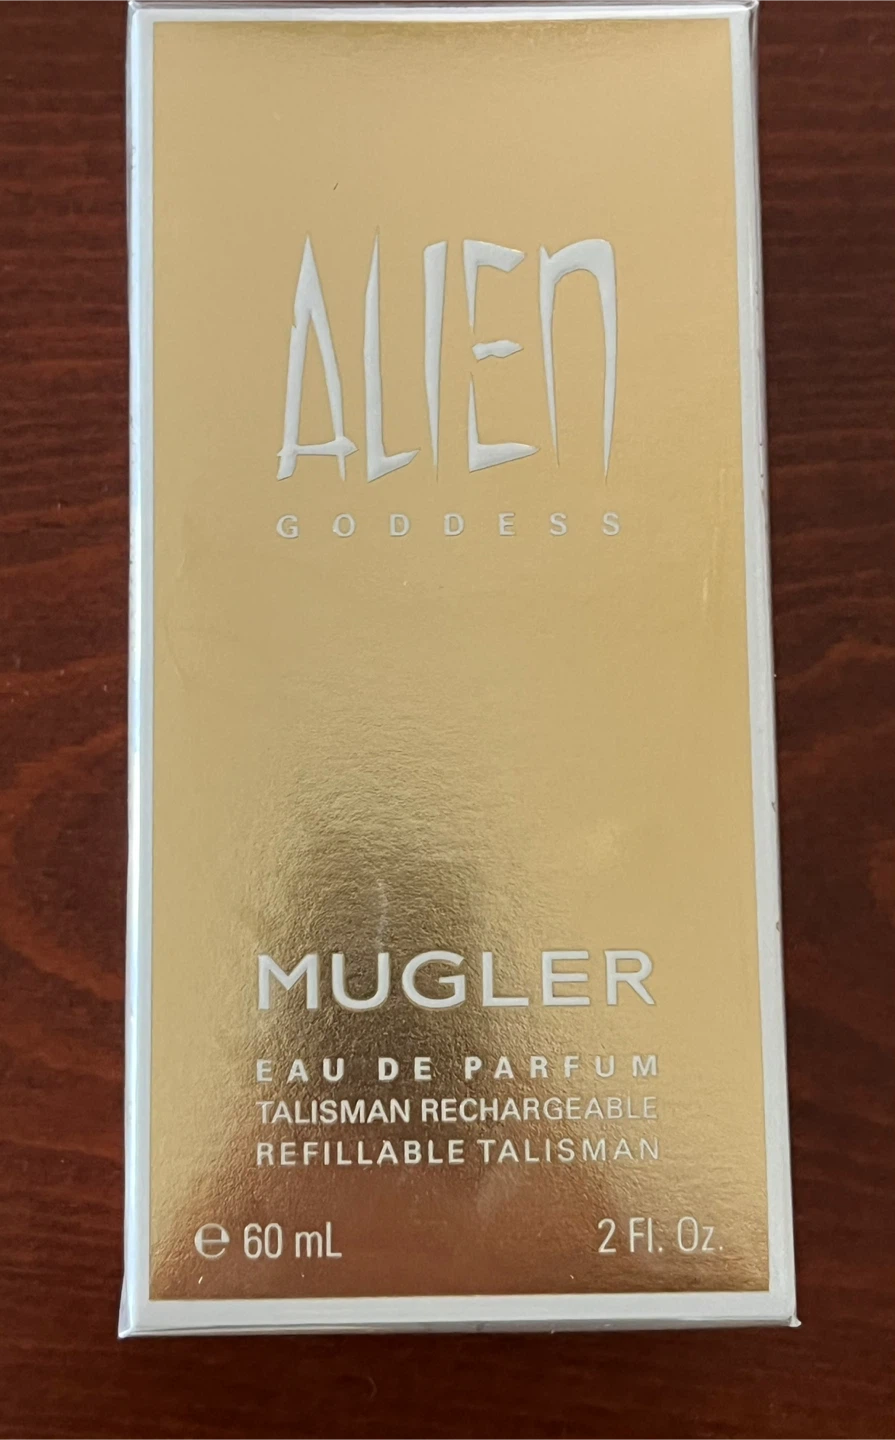 ALIEN
GODDESS
MUGLER
EAU DE PARFUM
TALISMAN RECHARGEABLE
REFILLABLE TALISMAN
℮ 60 mL 2 Fl. Oz.